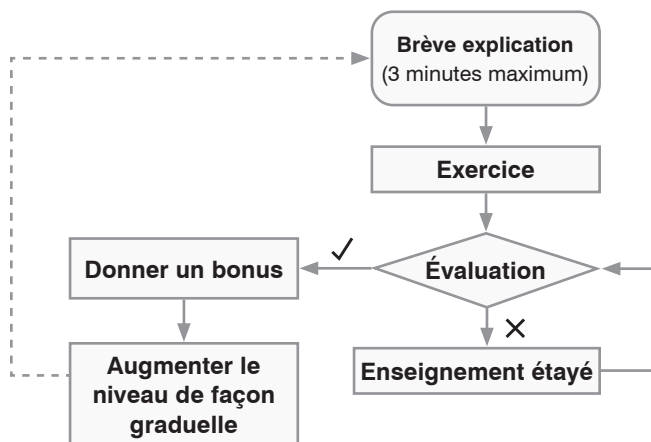 Brève explication
(3 minutes maximum)
Exercice
Évaluation
Donner un bonus
Enseignement étayé
Augmenter le
niveau de façon
graduelle